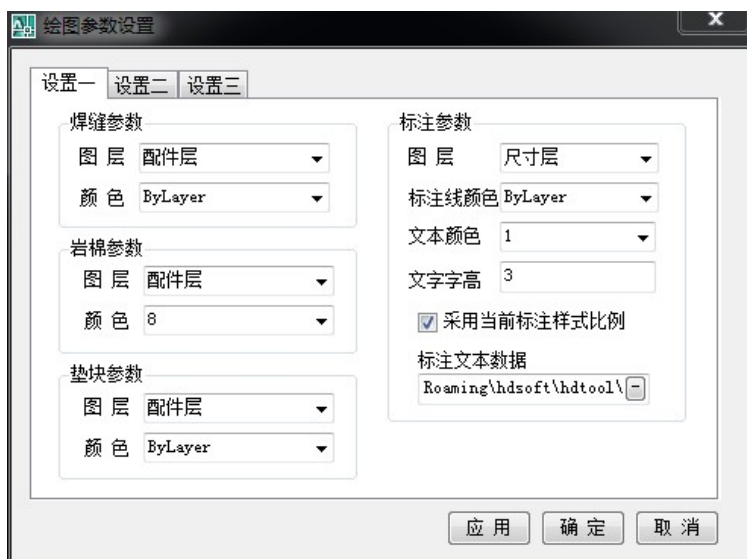 绘图参数设置
设置一 设置二 设置三
焊缝参数
图 层 配件层
颜 色 ByLayer
岩棉参数
图 层 配件层
颜 色 8
垫块参数
图 层 配件层
颜 色 ByLayer
标注参数
图 层 尺寸层
标注线颜色 ByLayer
文本颜色 1
文字字高 3
采用当前标注样式比例
标注文本数据
Roaming\hdsoft\hdtool\
应 用 确 定 取 消